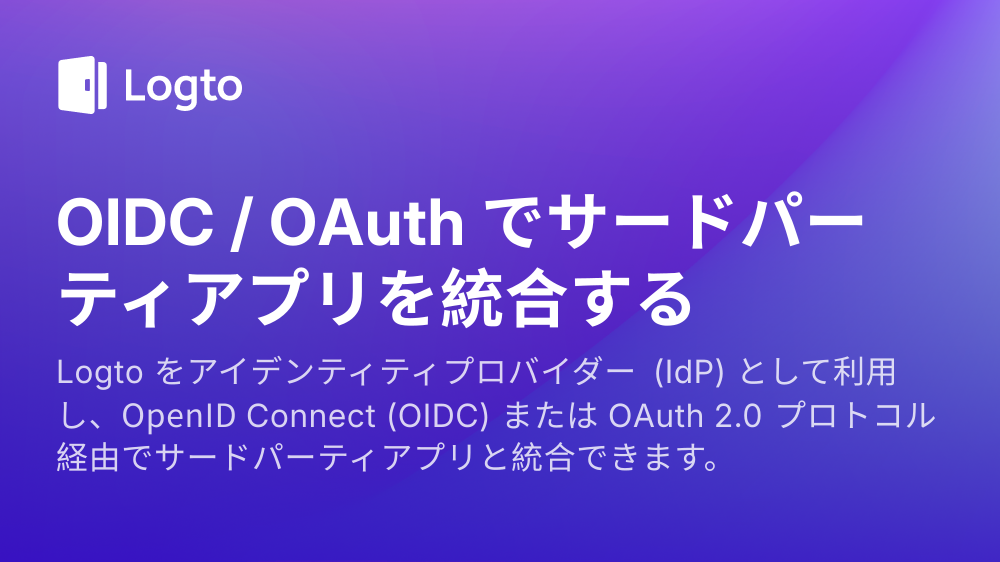 Logto
OIDC / OAuth でサードパー
ティアプリを統合する
Logto をアイデンティティプロバイダー (IdP) として利用
し、OpenID Connect (OIDC) または OAuth 2.0 プロトコル
経由でサードパーティアプリと統合できます。